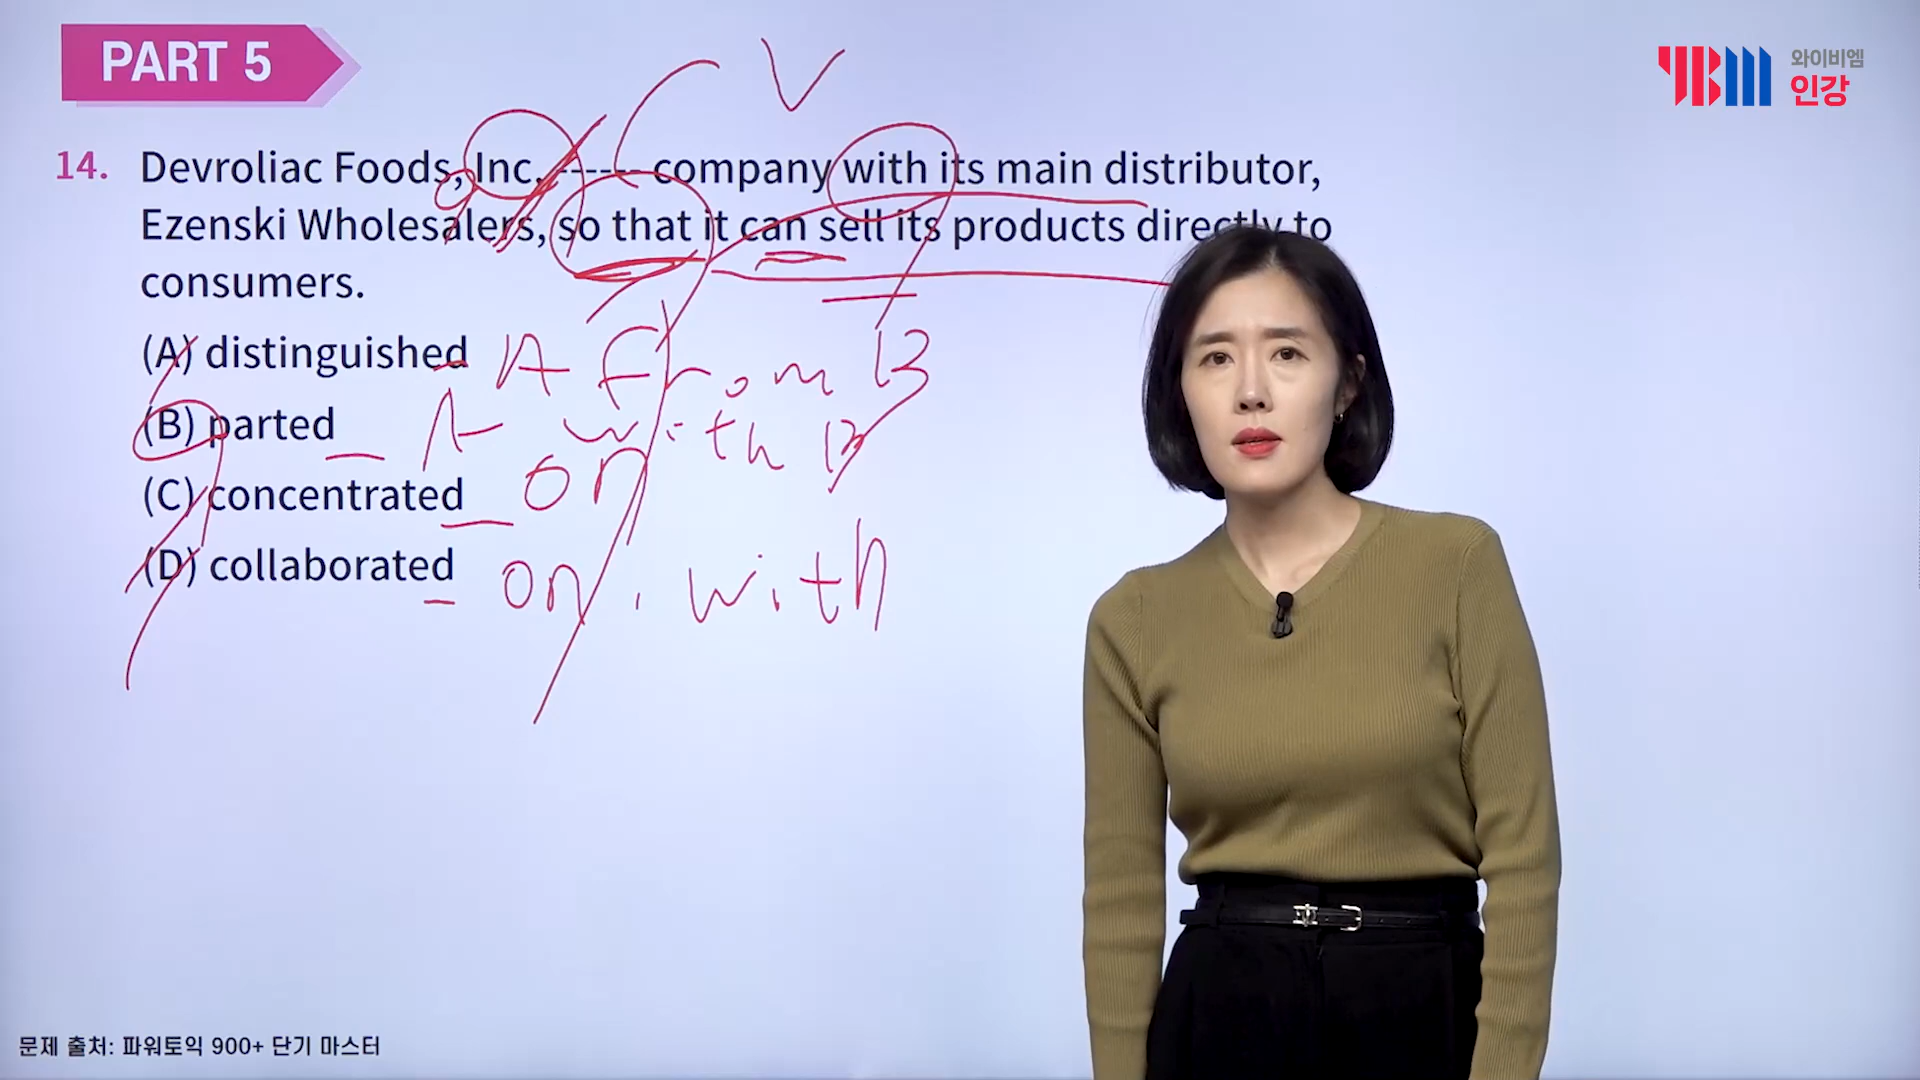 PART 5
YBM 와이비엠
인강
14. Devroliac Foods, Inc. ------ company with its main distributor,
Ezenski Wholesalers, so that it can sell its products directly to
consumers.
(A) distinguished A from B
(B) parted A with B
(C) concentrated on
(D) collaborated on, with
V
문제 출처: 파워토익 900+ 단기 마스터